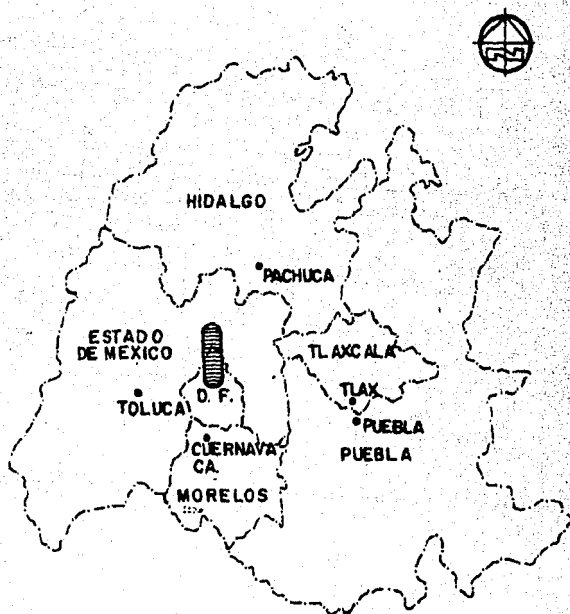 HIDALGO
PACHUCA
ESTADO
DE MEXICO
TLAXCALA
TOLUCA
D. F.
TLAX.
PUEBLA
PUEBLA
CUERNAVA
CA.
MORELOS